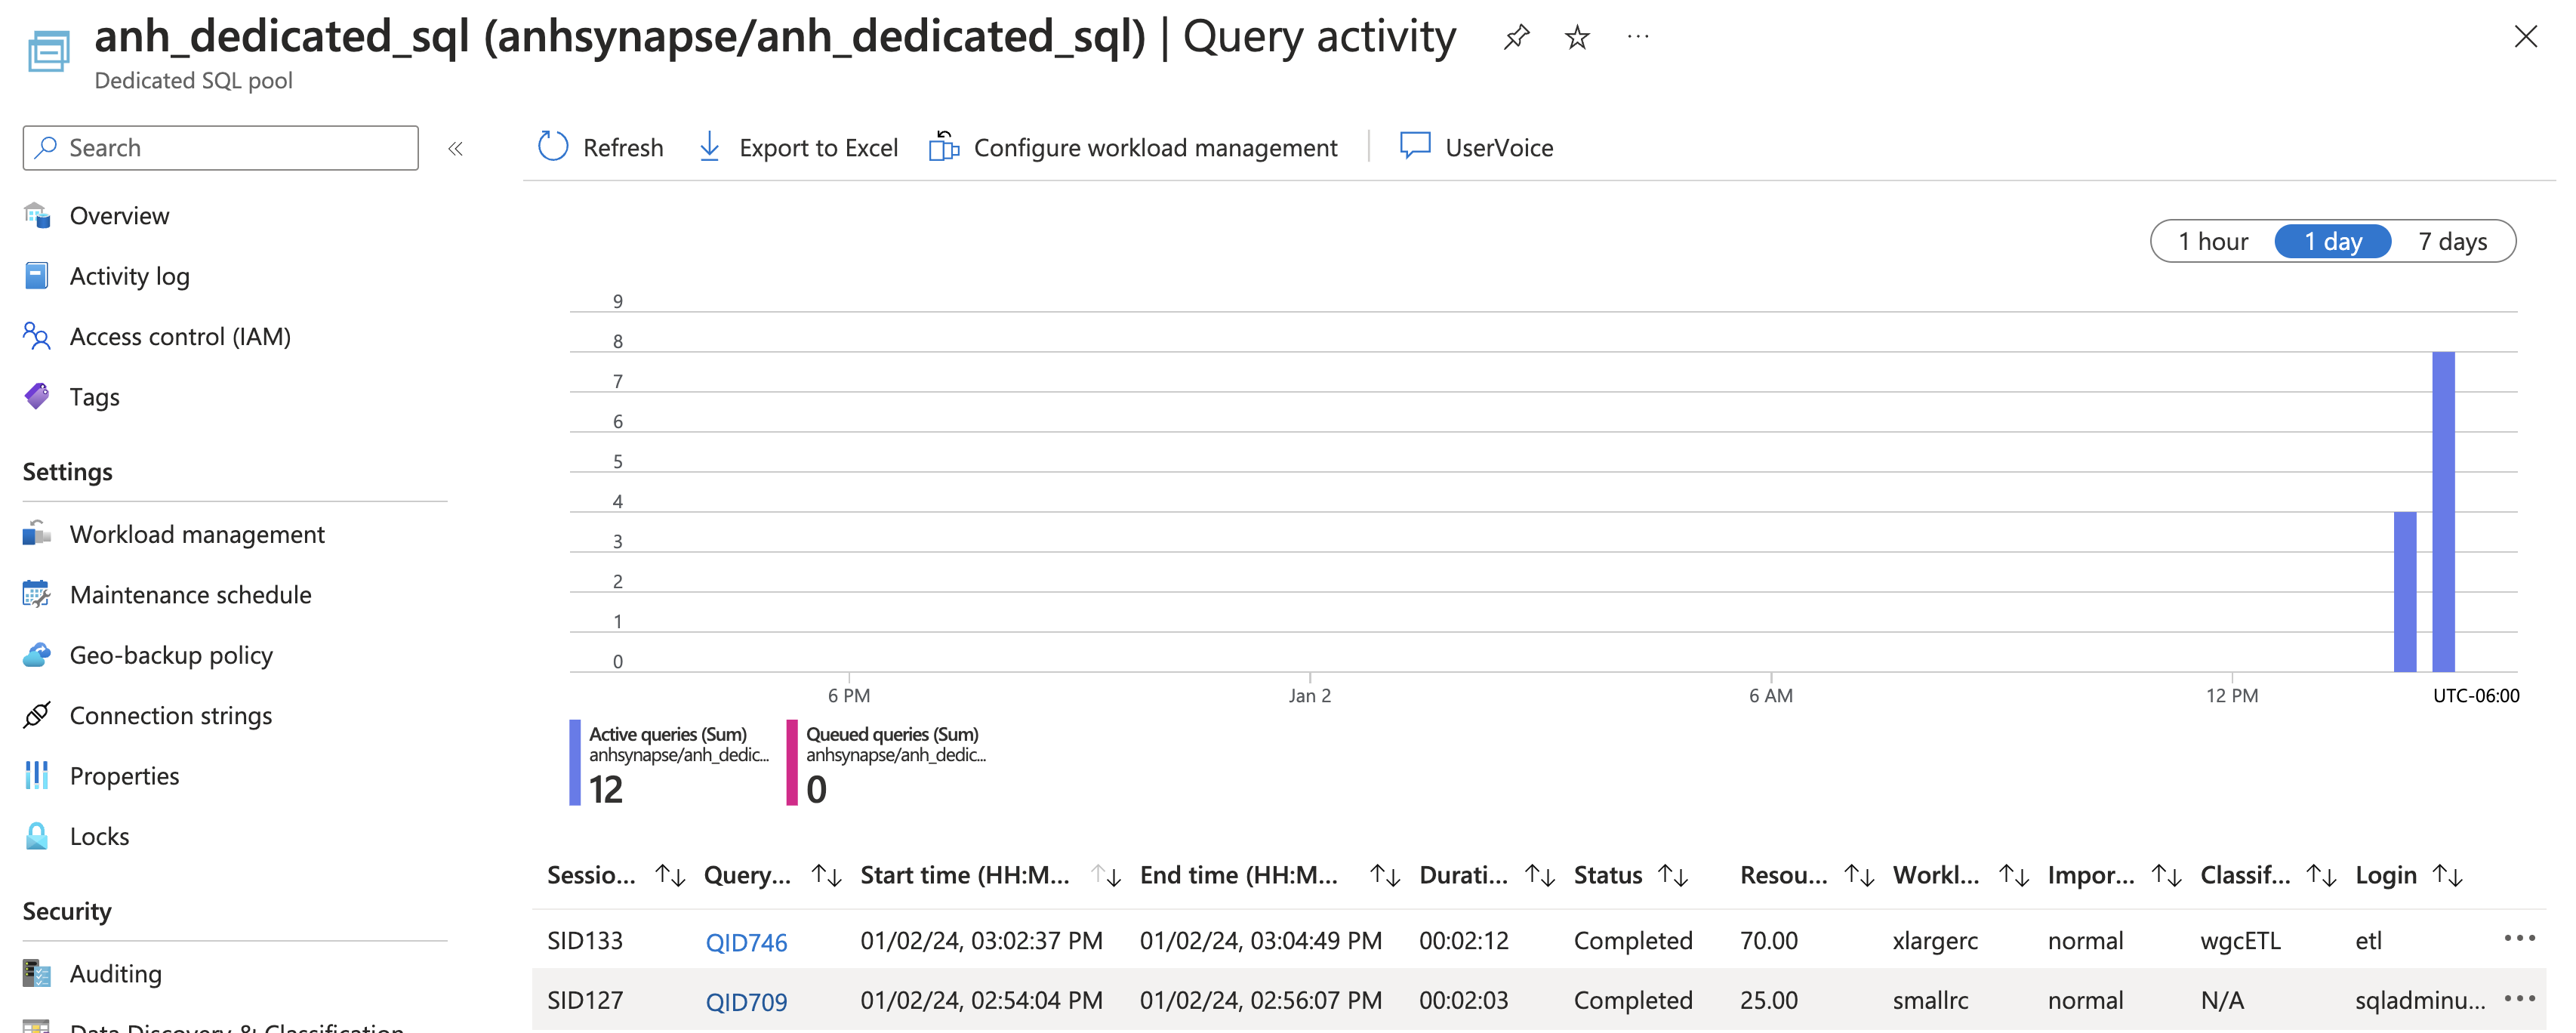 anh_dedicated_sql (anhsynapse/anh_dedicated_sql) | Query activity
Dedicated SQL pool
Search
Refresh
Export to Excel
Configure workload management
UserVoice
Overview
Activity log
Access control (IAM)
Tags
Settings
Workload management
Maintenance schedule
Geo-backup policy
Connection strings
Properties
Locks
Security
Auditing
Data Discovery & Classification
1 hour 1 day 7 days
9
8
7
6
5
4
3
2
1
0
6 PM Jan 2 6 AM 12 PM UTC-06:00
Active queries (Sum)
anhsynapse/anh_dedic...
12
Queued queries (Sum)
anhsynapse/anh_dedic...
0
Sessio... Query... Start time (HH:M... End time (HH:M... Durati... Status Resou... Workl... Impor... Classif... Login
SID133 QID746 01/02/24, 03:02:37 PM 01/02/24, 03:04:49 PM 00:02:12 Completed 70.00 xlargerc normal wgcETL etl
SID127 QID709 01/02/24, 02:54:04 PM 01/02/24, 02:56:07 PM 00:02:03 Completed 25.00 smallrc normal N/A sqladminu...